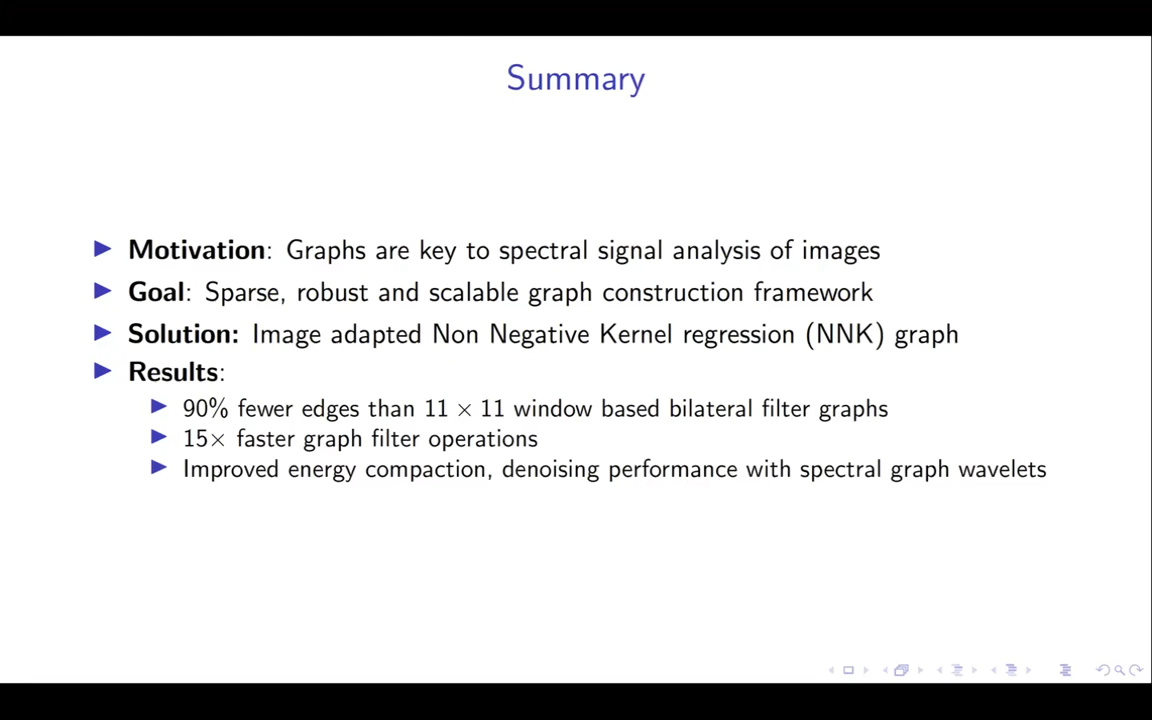 Summary
Motivation: Graphs are key to spectral signal analysis of images
Goal: Sparse, robust and scalable graph construction framework
Solution: Image adapted Non Negative Kernel regression (NNK) graph
Results:
90% fewer edges than 11 × 11 window based bilateral filter graphs
15× faster graph filter operations
Improved energy compaction, denoising performance with spectral graph wavelets